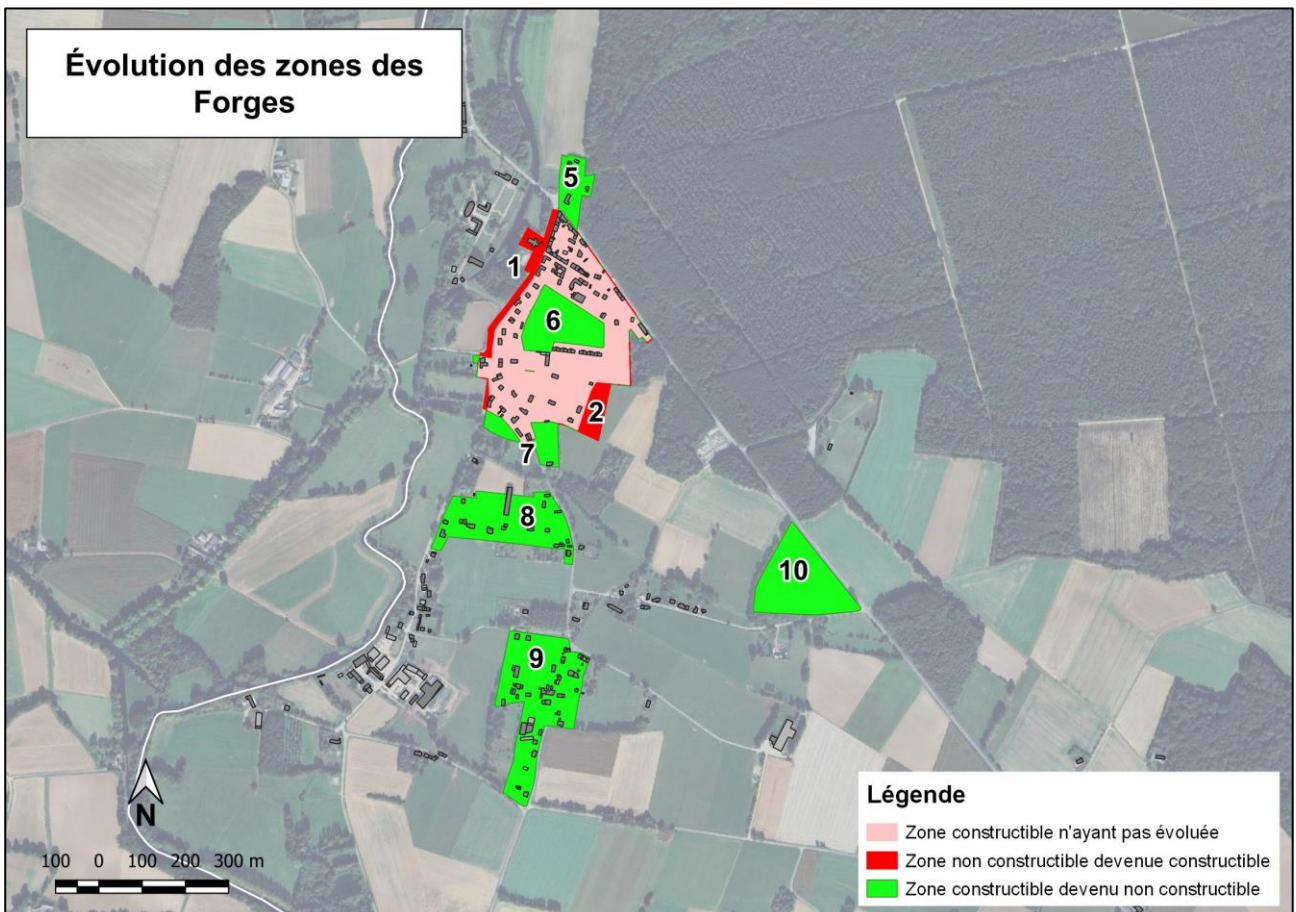 Évolution des zones des
Forges
5
1
6
2
7
8
10
9
N
100 0 100 200 300 m
Légende
Zone constructible n'ayant pas évoluée
Zone non constructible devenue constructible
Zone constructible devenu non constructible